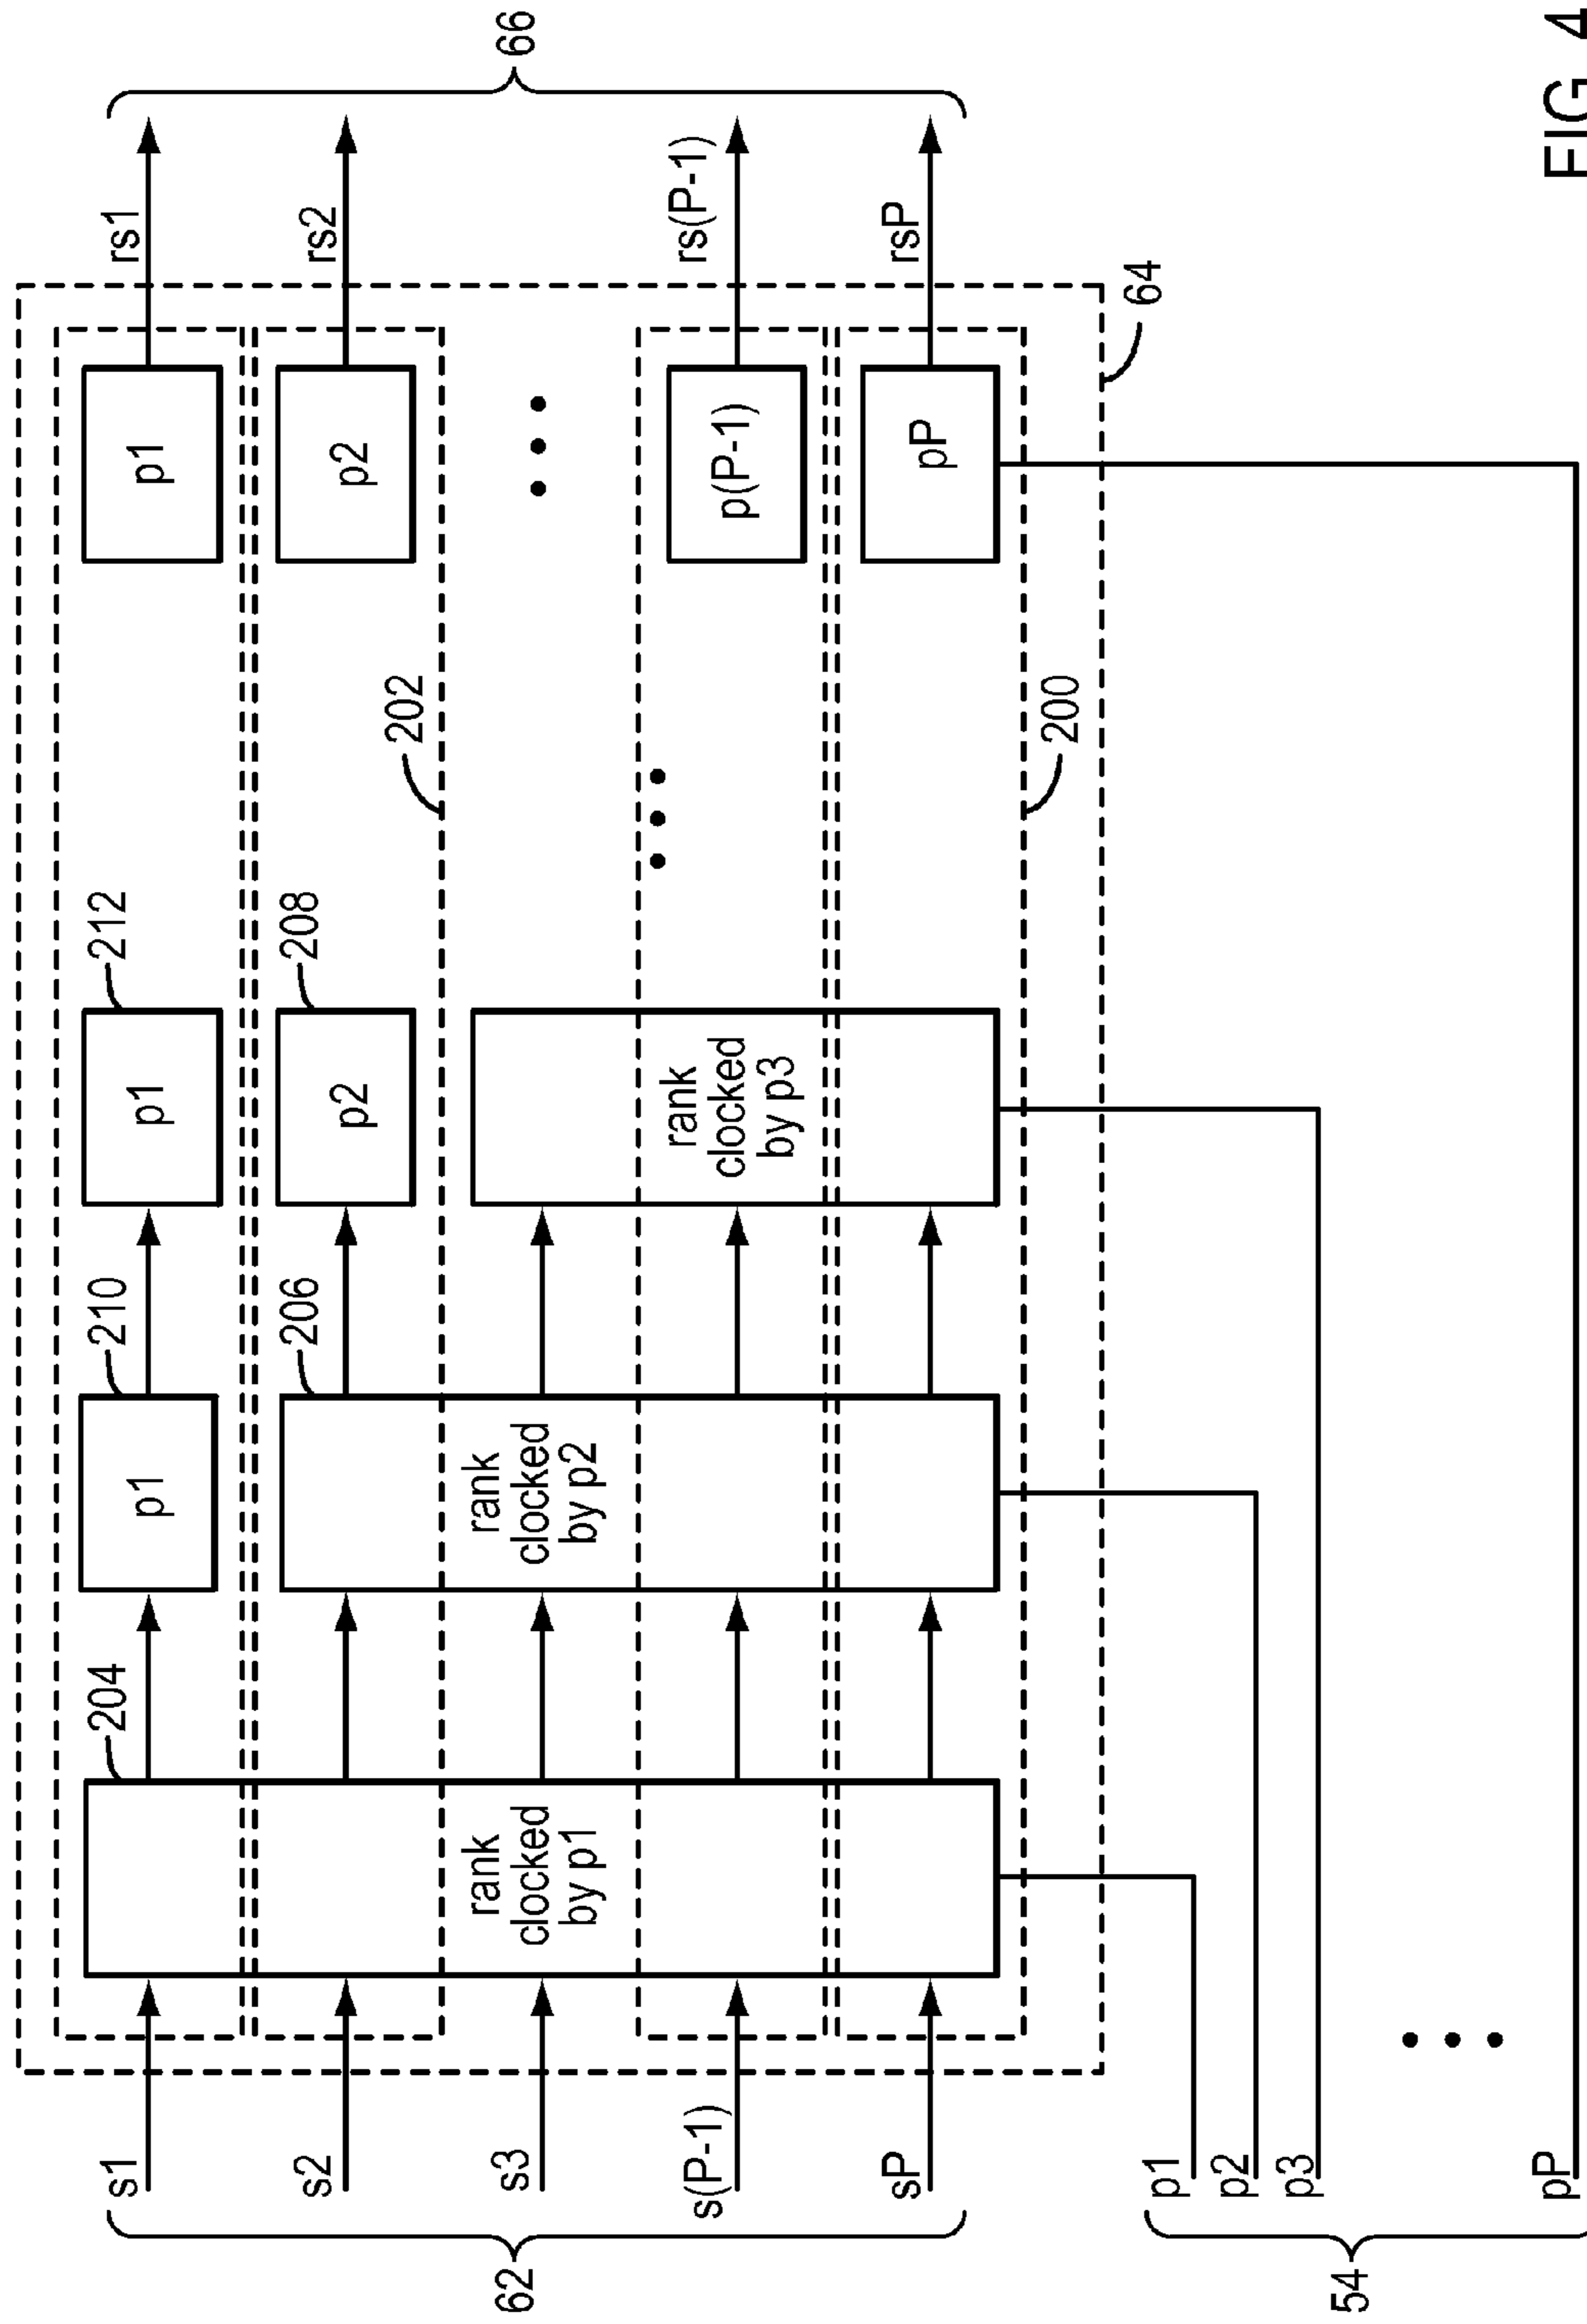 s1
s2
s3
s(P-1)
sP
62
p1
p2
p3
pP
54
204
rank
clocked
by p1
210
p1
206
rank
clocked
by p2
212
p1
208
p2
rank
clocked
by p3
202
200
p1
p2
p(P-1)
pP
64
rs1
rs2
rs(P-1)
rsP
66
FIG. 4